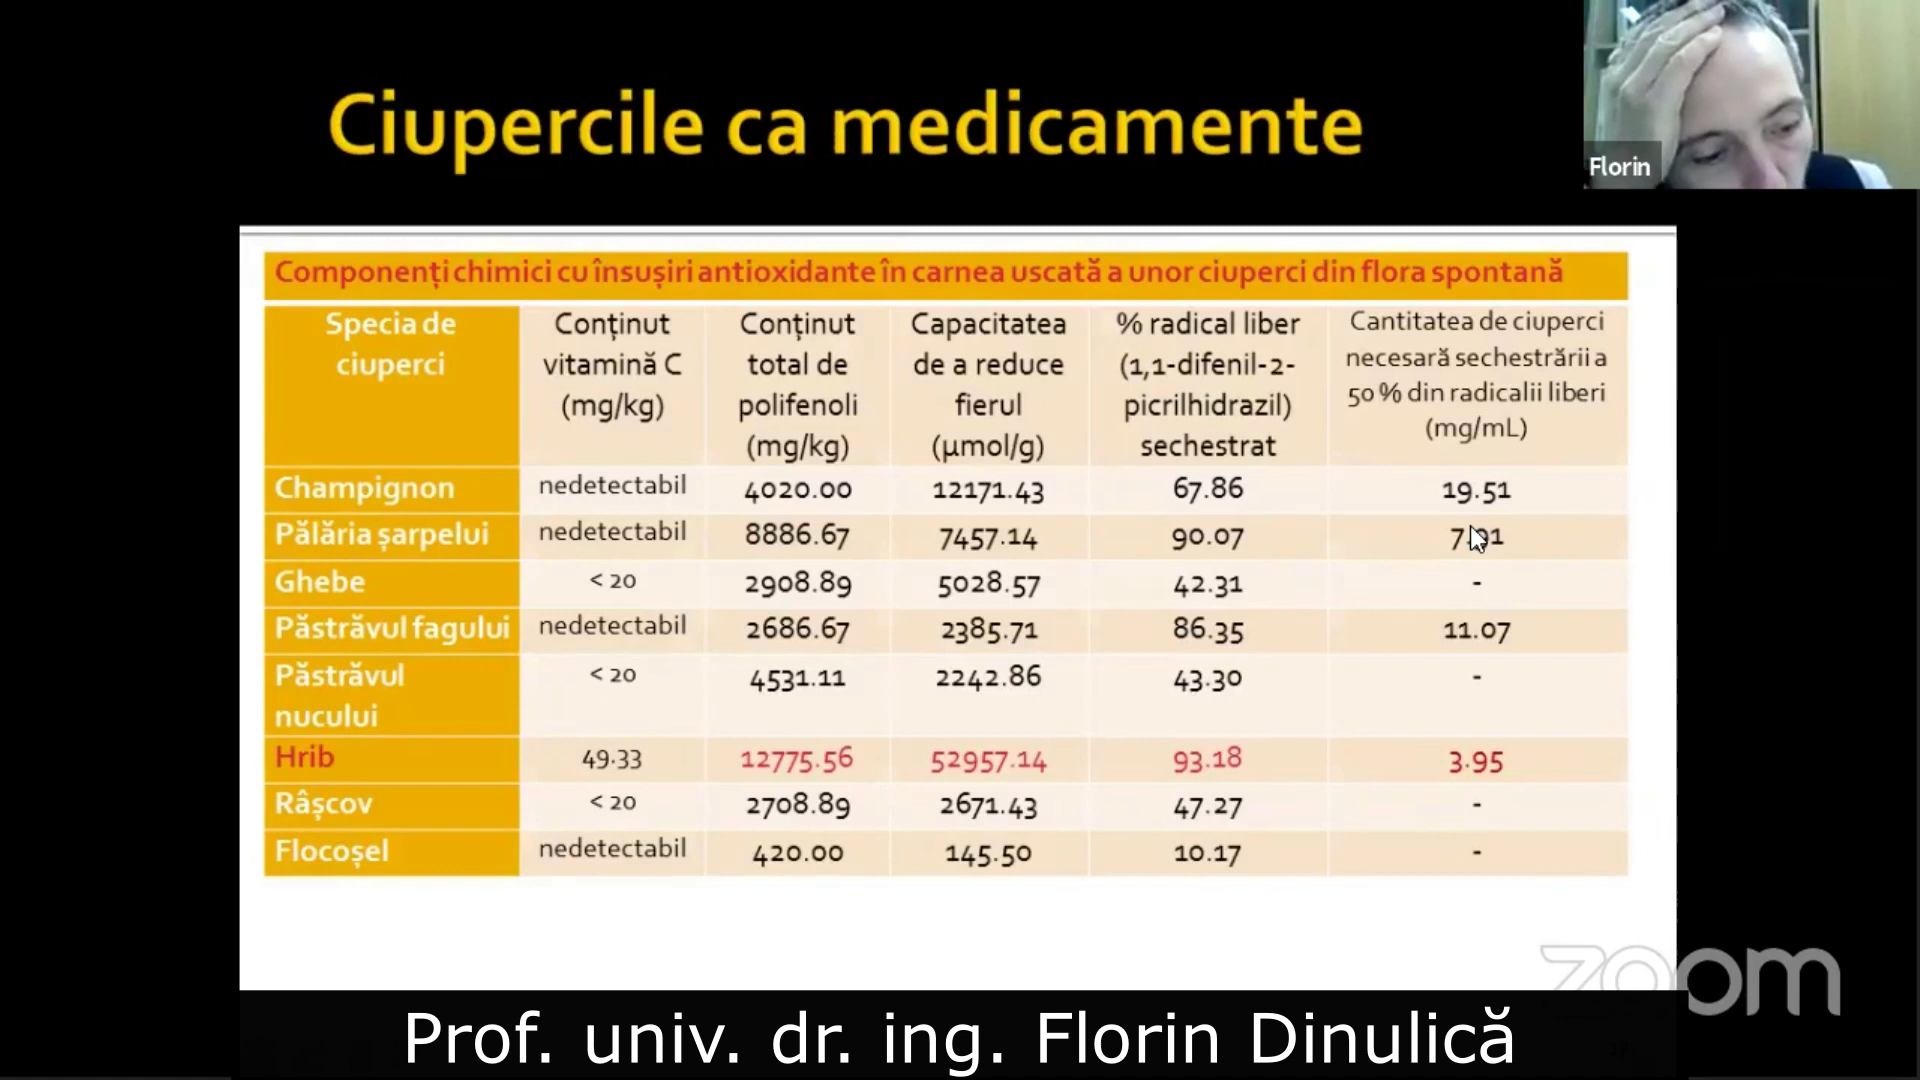 Ciupercile ca medicamente
Florin
Componenți chimici cu însușiri antioxidante în carnea uscată a unor ciuperci din flora spontană
Specia de ciuperci
Conținut vitamină C (mg/kg)
Conținut total de polifenoli (mg/kg)
Capacitatea de a reduce fierul (µmol/g)
% radical liber (1,1-difenil-2-picrilhidrazil) sechestrat
Cantitatea de ciuperci necesară sechestrării a 50 % din radicalii liberi (mg/mL)
Champignon nedetectabil 4020.00 12171.43 67.86 19.51
Pălăria șarpelui nedetectabil 8886.67 7457.14 90.07
Ghebe < 20 2908.89 5028.57 42.31 -
Păstrăvul fagului nedetectabil 2686.67 2385.71 86.35 11.07
Păstrăvul nucului < 20 4531.11 2242.86 43.30 -
Hrib 49.33 12775.56 52957.14 93.18 3.95
Râșcov < 20 2708.89 2671.43 47.27 -
Flocoșel nedetectabil 420.00 145.50 10.17 -
zoom
Prof. univ. dr. ing. Florin Dinulică